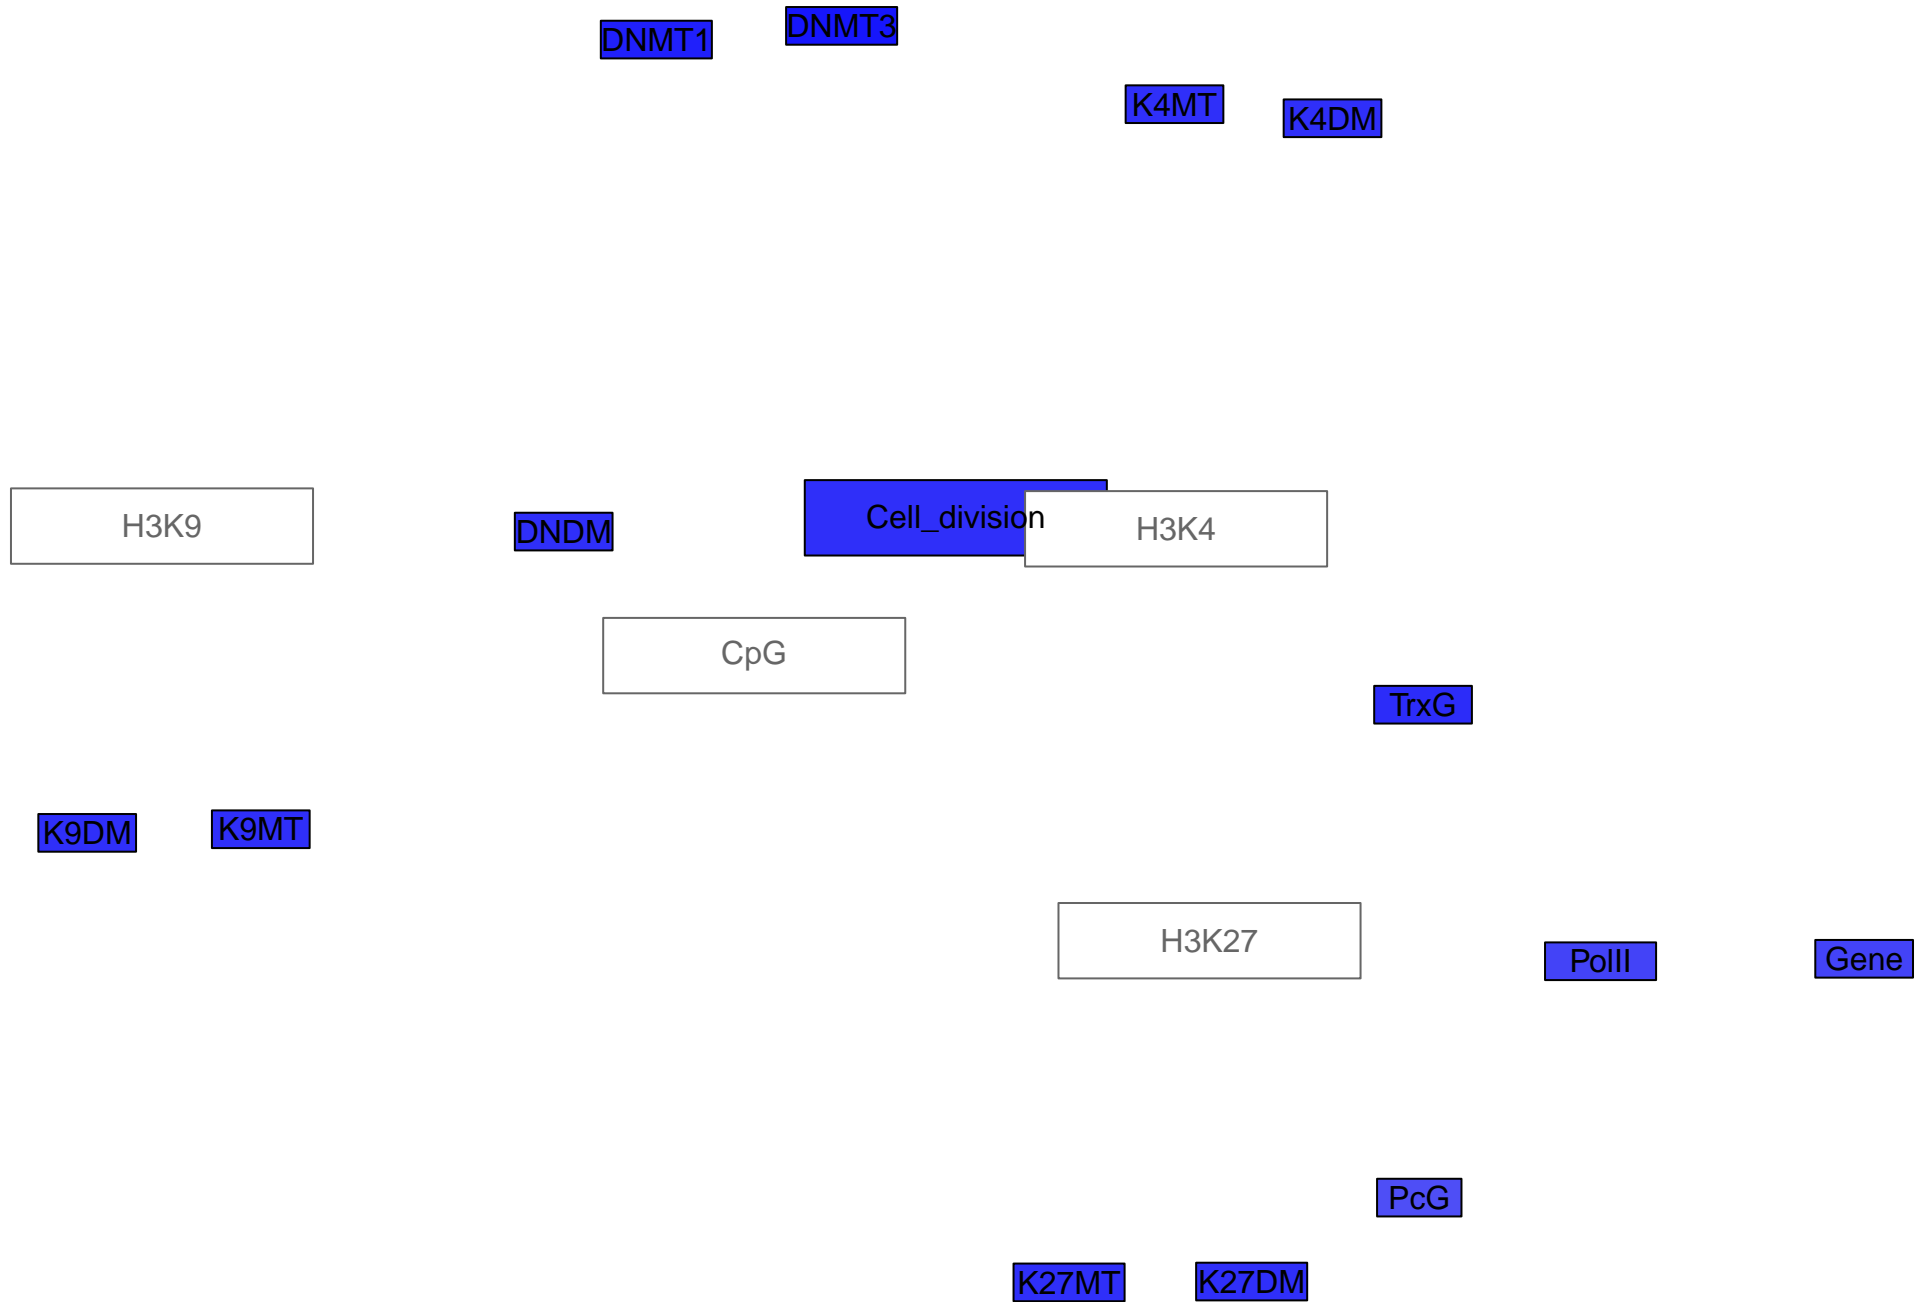 DNMT1
DNMT3
K4MT
K4DM
H3K9
DNDM
Cell_division
H3K4
CpG
TrxG
K9DM
K9MT
H3K27
PolII
Gene
PcG
K27MT
K27DM